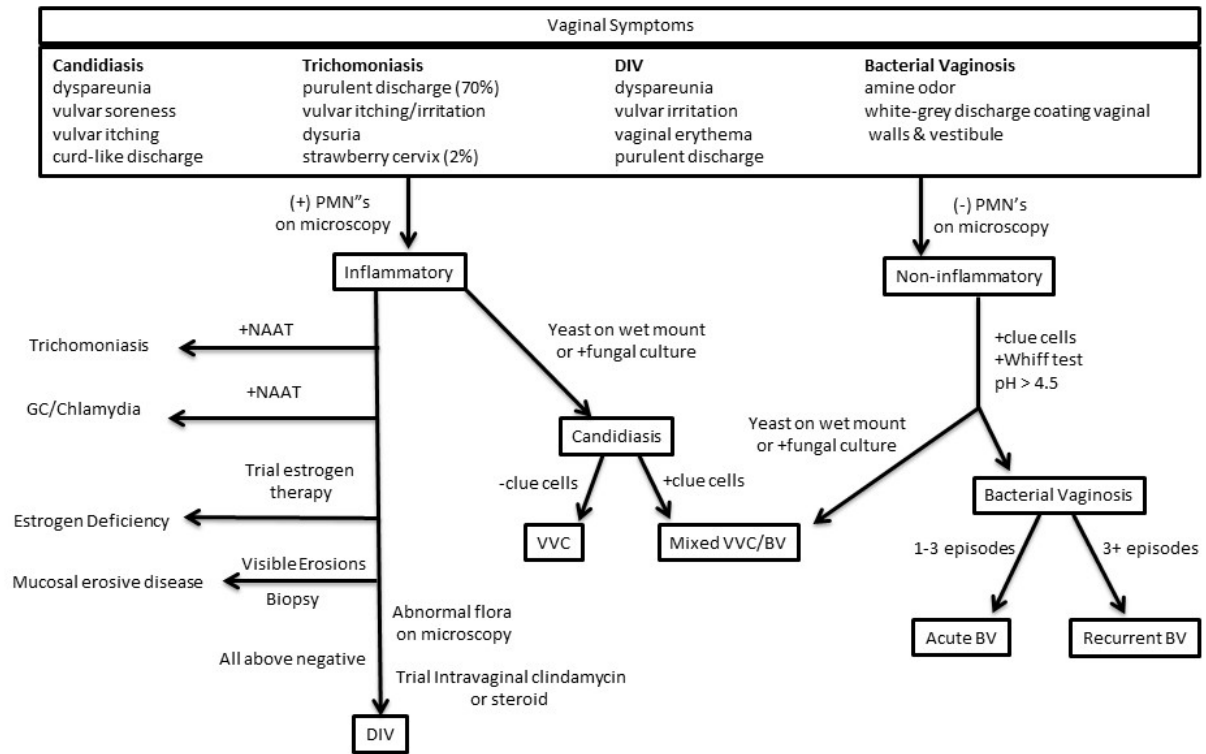 Vaginal Symptoms
Candidiasis
dyspareunia
vulvar soreness
vulvar itching
curd-like discharge
Trichomoniasis
purulent discharge (70%)
vulvar itching/irritation
dysuria
strawberry cervix (2%)
DIV
dyspareunia
vulvar irritation
vaginal erythema
purulent discharge
Bacterial Vaginosis
amine odor
white-grey discharge coating vaginal
walls & vestibule
(+) PMN"s
on microscopy
(-) PMN's
on microscopy
Inflammatory
Non-inflammatory
+NAAT
Trichomoniasis
+NAAT
GC/Chlamydia
Trial estrogen
therapy
Estrogen Deficiency
Visible Erosions
Mucosal erosive disease
Biopsy
Abnormal flora
on microscopy
All above negative
Trial Intravaginal clindamycin
or steroid
DIV
Yeast on wet mount
or +fungal culture
Candidiasis
-clue cells
+clue cells
VVC
Mixed VVC/BV
+clue cells
+Whiff test
pH > 4.5
Yeast on wet mount
or +fungal culture
Bacterial Vaginosis
1-3 episodes
3+ episodes
Acute BV
Recurrent BV